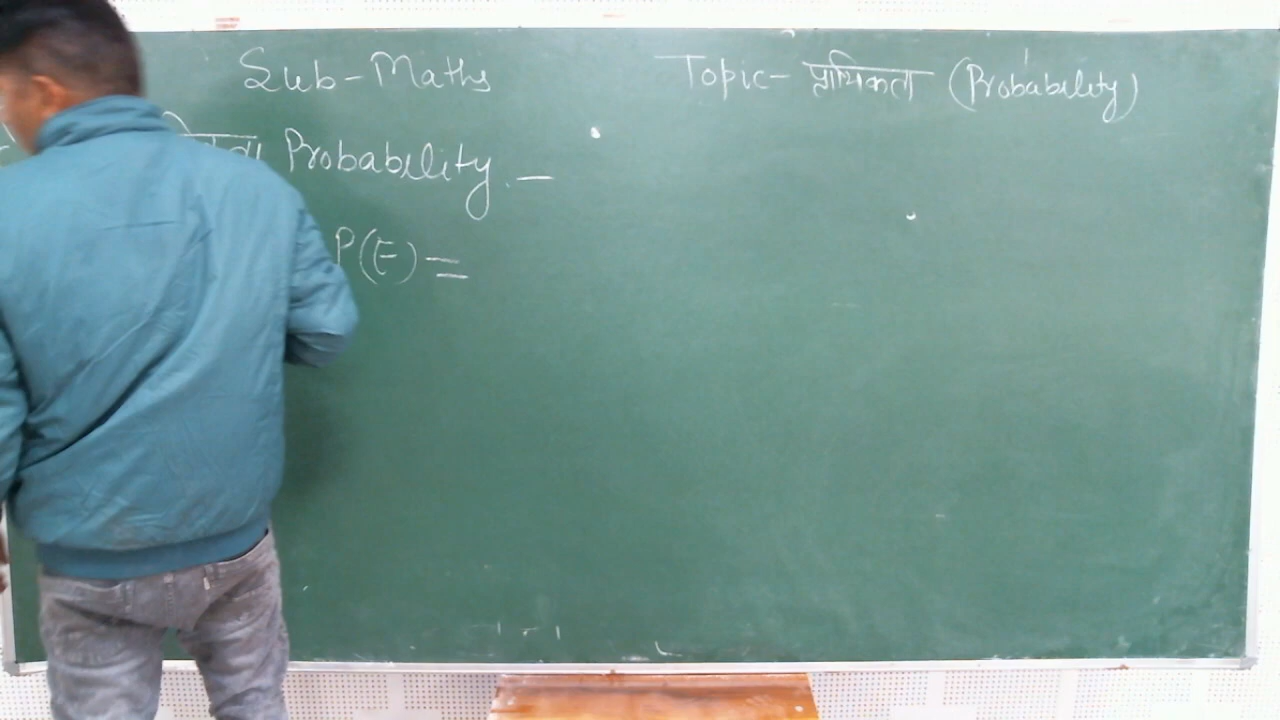 Sub-Maths
Topic- प्रायिकता (Probability)
Probability. —
P(E) =